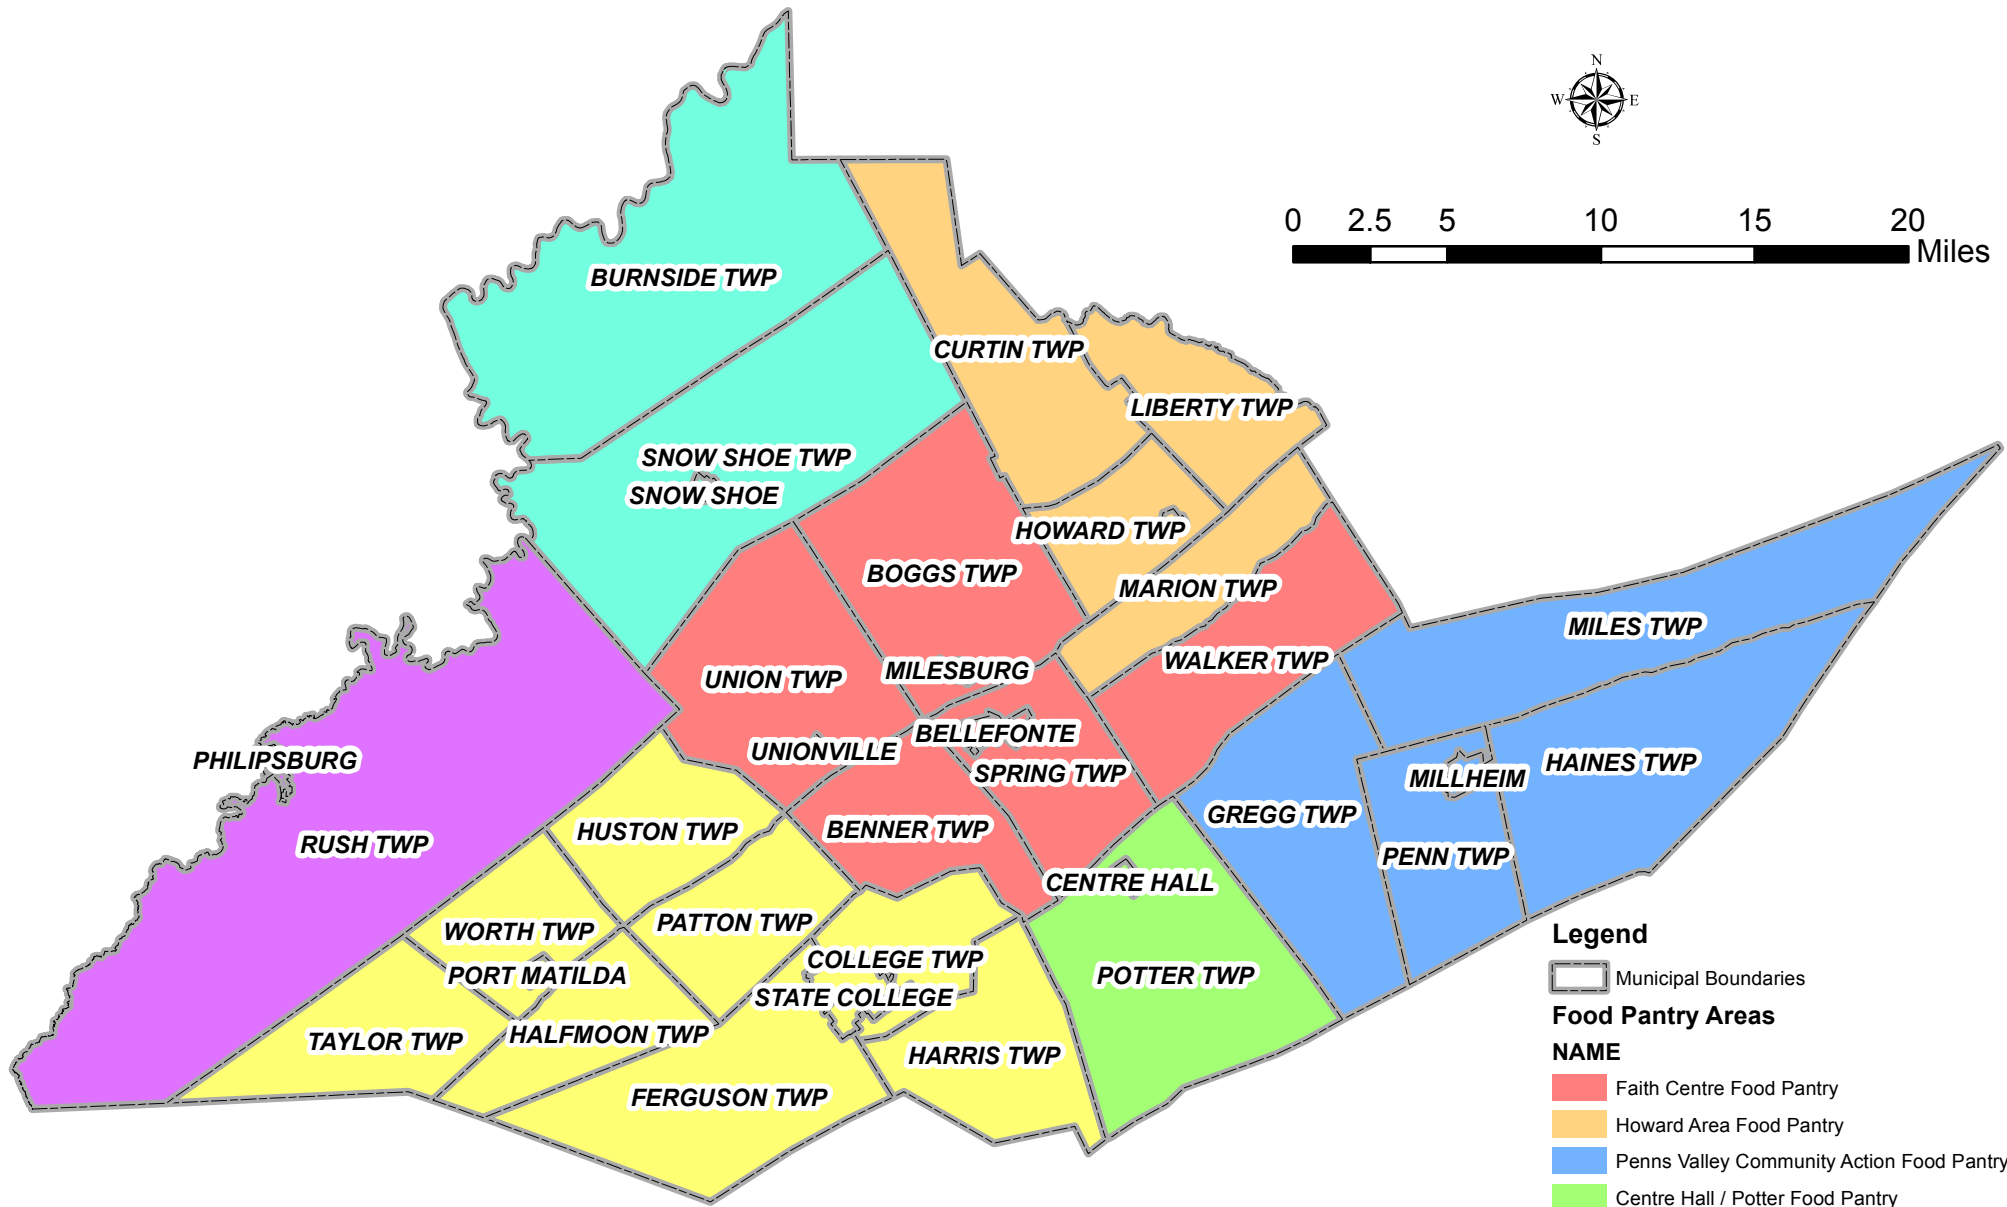 N
W E
S
0 2.5 5 10 15 20
Miles
BURNSIDE TWP
CURTIN TWP
LIBERTY TWP
SNOW SHOE TWP
SNOW SHOE
HOWARD TWP
BOGGS TWP
MARION TWP
MILES TWP
WALKER TWP
MILESBURG
UNION TWP
BELLEFONTE
UNIONVILLE
PHILIPSBURG
SPRING TWP
HAINES TWP
MILLHEIM
GREGG TWP
BENNER TWP
HUSTON TWP
RUSH TWP
PENN TWP
CENTRE HALL
PATTON TWP
WORTH TWP
COLLEGE TWP
PORT MATILDA
POTTER TWP
STATE COLLEGE
HALFMOON TWP
TAYLOR TWP
HARRIS TWP
FERGUSON TWP
Legend
Municipal Boundaries
Food Pantry Areas
NAME
Faith Centre Food Pantry
Howard Area Food Pantry
Penns Valley Community Action Food Pantry
Centre Hall / Potter Food Pantry